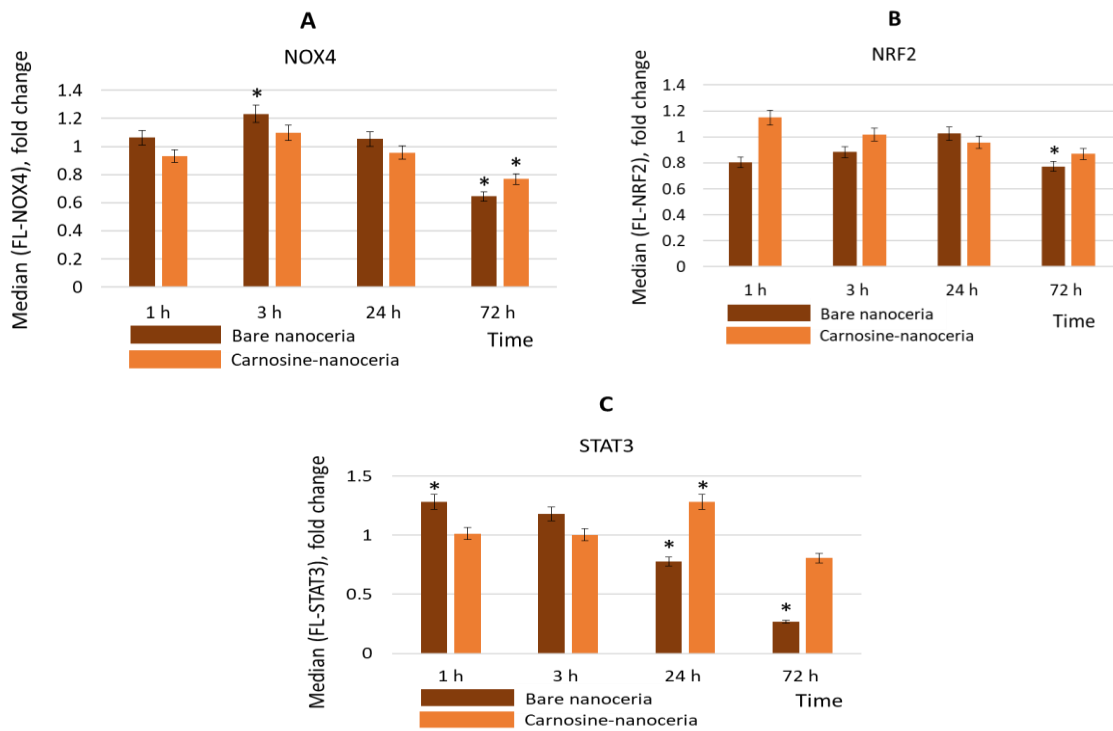 A
NOX4
Median (FL-NOX4), fold change
1.4
1.2
1
0.8
0.6
0.4
0.2
0
*
*
*
1 h 3 h 24 h 72 h
Bare nanoceria
Carnosine-nanoceria
Time
B
NRF2
Median (FL-NRF2), fold change
1.4
1.2
1
0.8
0.6
0.4
0.2
0
*
1 h 3 h 24 h 72 h
Bare nanoceria
Carnosine-nanoceria
Time
C
STAT3
Median (FL-STAT3), fold change
1.5
1
0.5
0
*
*
*
*
1 h 3 h 24 h 72 h
Bare nanoceria
Carnosine-nanoceria
Time